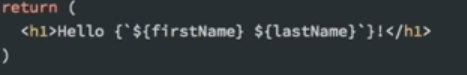 return (
<h1>Hello {`${firstName} ${lastName}`}!</h1>
)